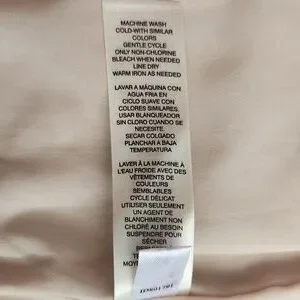 MACHINE WASH
COLD-WITH SIMILAR
COLORS
GENTLE CYCLE
ONLY NON-CHLORINE
BLEACH WHEN NEEDED
LINE DRY
WARM IRON AS NEEDED
LAVAR A MÁQUINA CON
AGUA FRIA EN
CICLO SUAVE CON
COLORES SIMILARES.
USAR BLANQUEADOR
SIN CLORO CUANDO SE
NECESITE.
SECAR COLGADO
PLANCHAR A BAJA
TEMPERATURA
LAVER À LA MACHINE À
L'EAU FROIDE AVEC DES
VÊTEMENTS DE
COULEURS
SEMBLABLES
CYCLE DÉLICAT
UTILISER SEULEMENT
UN AGENT DE
BLANCHIMENT NON
CHLORÉ AU BESOIN
SUSPENDRE POUR
SÉCHER